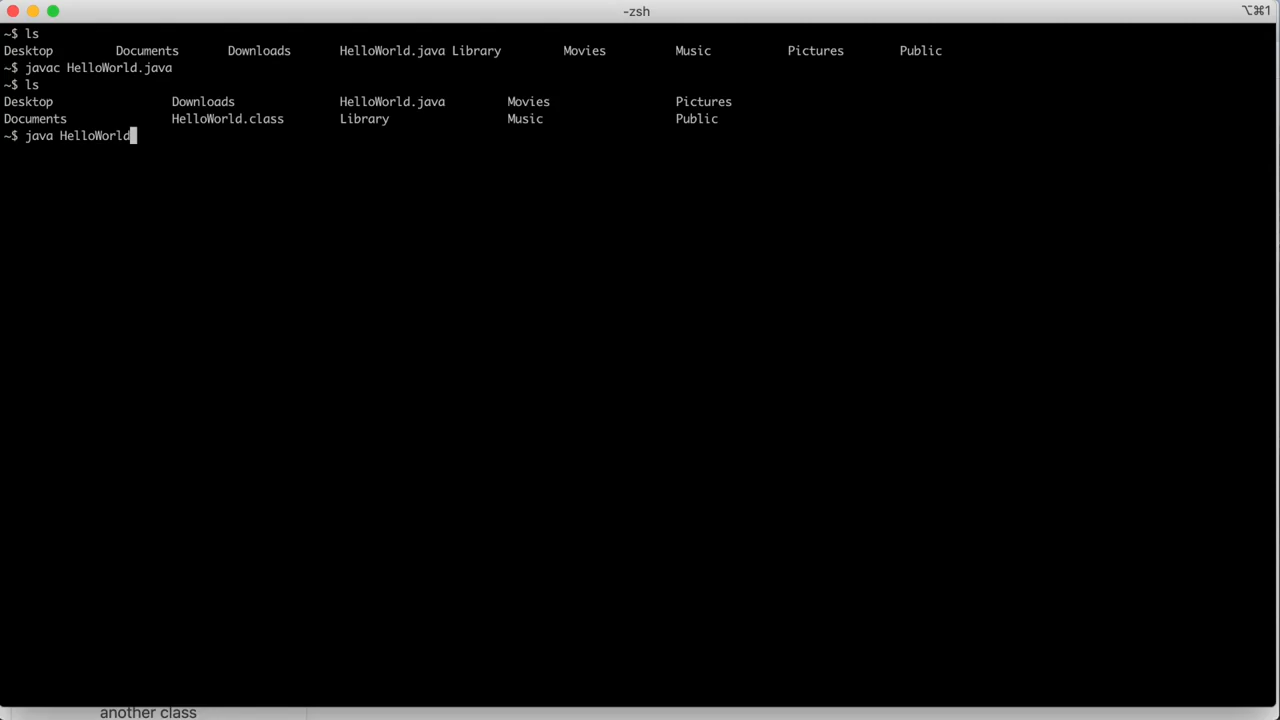 -zsh
⌥⌘1
~$ ls
Desktop Documents Downloads HelloWorld.java Library Movies Music Pictures Public
~$ javac HelloWorld.java
~$ ls
Desktop Downloads HelloWorld.java Movies Pictures
Documents HelloWorld.class Library Music Public
~$ java HelloWorld
another class